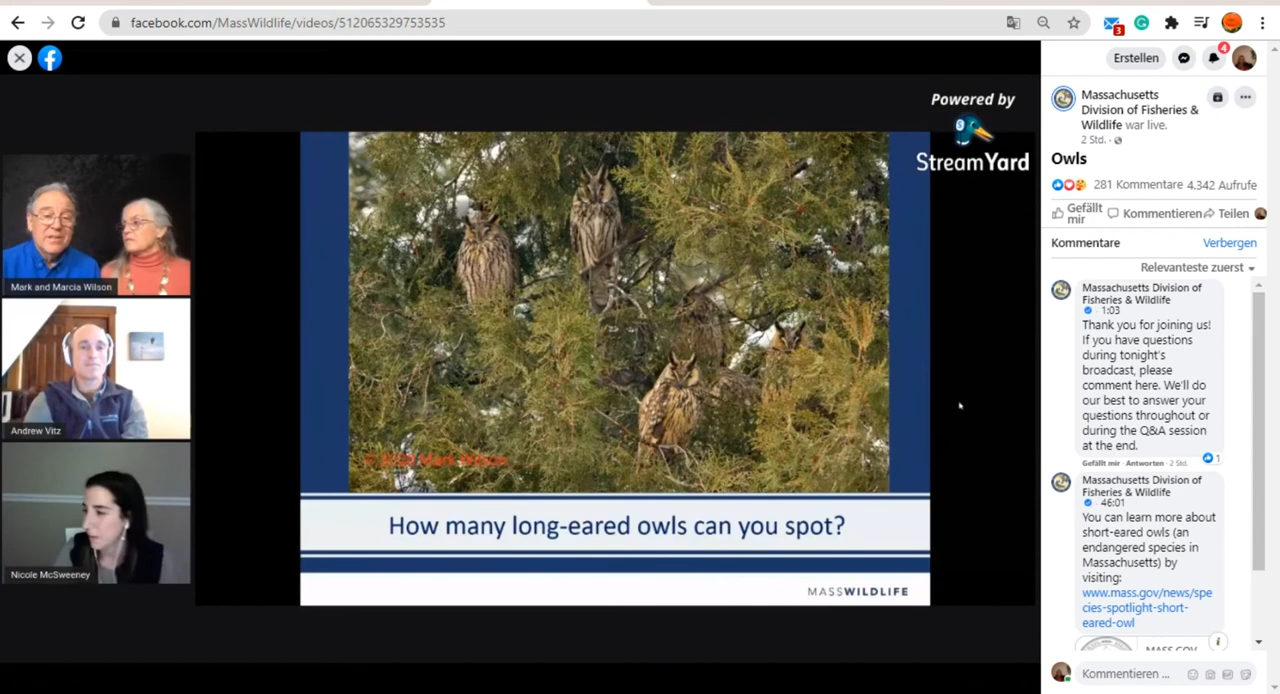 facebook.com/MassWildlife/videos/512065329753535
3
Erstellen
4
Powered by
StreamYard
Massachusetts
Division of Fisheries &
Wildlife war live.
2 Std. ·
Owls
281 Kommentare 4.342 Aufrufe
Gefällt
mir
Kommentieren
Teilen
Kommentare
Verbergen
Relevanteste zuerst
Massachusetts Division of
Fisheries & Wildlife
· 1:03
Thank you for joining us!
If you have questions
during tonight's
broadcast, please
comment here. We'll do
our best to answer your
questions throughout or
during the Q&A session
at the end.
1
Gefällt mir · Antworten · 2 Std.
Massachusetts Division of
Fisheries & Wildlife
· 46:01
You can learn more about
short-eared owls (an
endangered species in
Massachusetts) by
visiting:
www.mass.gov/news/spe
cies-spotlight-short-
eared-owl
MASS.GOV
Kommentieren ...
Mark and Marcia Wilson
Andrew Vitz
Nicole McSweeney
© 2020 Mark Wilson
How many long-eared owls can you spot?
MASSWILDLIFE